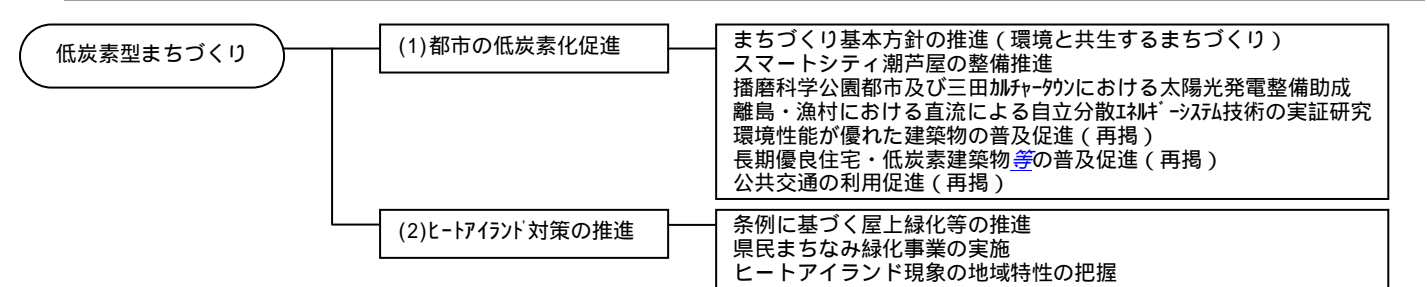 低炭素型まちづくり
(1)都市の低炭素化促進
まちづくり基本方針の推進(環境と共生するまちづくり)
スマートシティ潮芦屋の整備推進
播磨科学公園都市及び三田ｶﾙﾁｬｰﾀｳﾝにおける太陽光発電整備助成
離島・漁村における直流による自立分散ｴﾈﾙｷﾞｰｼｽﾃﾑ技術の実証研究
環境性能が優れた建築物の普及促進(再掲)
長期優良住宅・低炭素建築物等の普及促進(再掲)
公共交通の利用促進(再掲)
(2)ﾋｰﾄｱｲﾗﾝﾄﾞ対策の推進
条例に基づく屋上緑化等の推進
県民まちなみ緑化事業の実施
ヒートアイランド現象の地域特性の把握